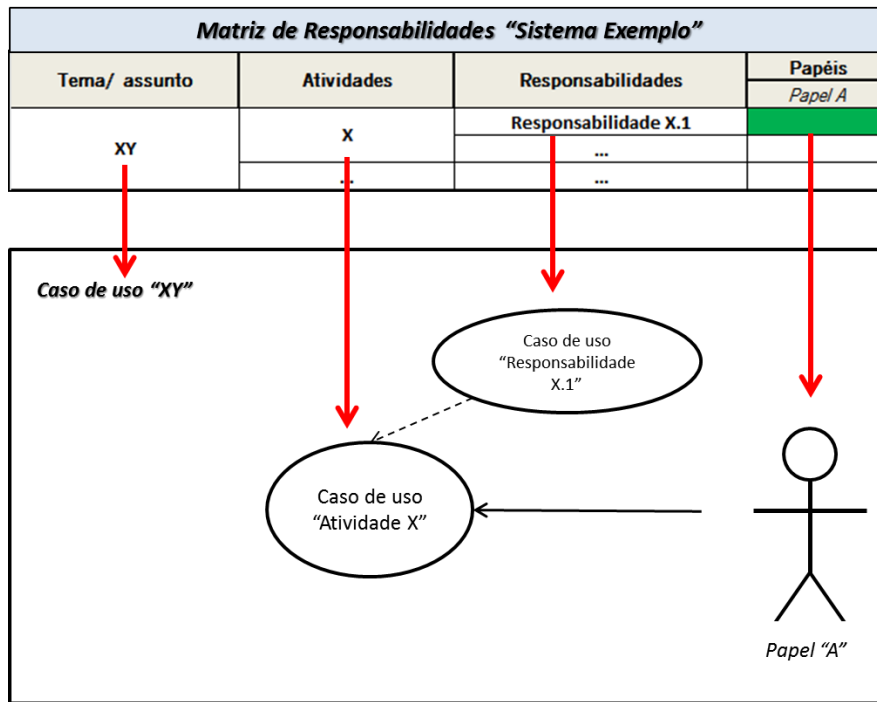 Matriz de Responsabilidades “Sistema Exemplo”
Tema/ assunto
Atividades
Responsabilidades
Papéis
Papel A
XY
X
Responsabilidade X.1
...
...
...
Caso de uso “XY”
Caso de uso
“Responsabilidade
X.1”
Caso de uso
“Atividade X”
Papel “A”